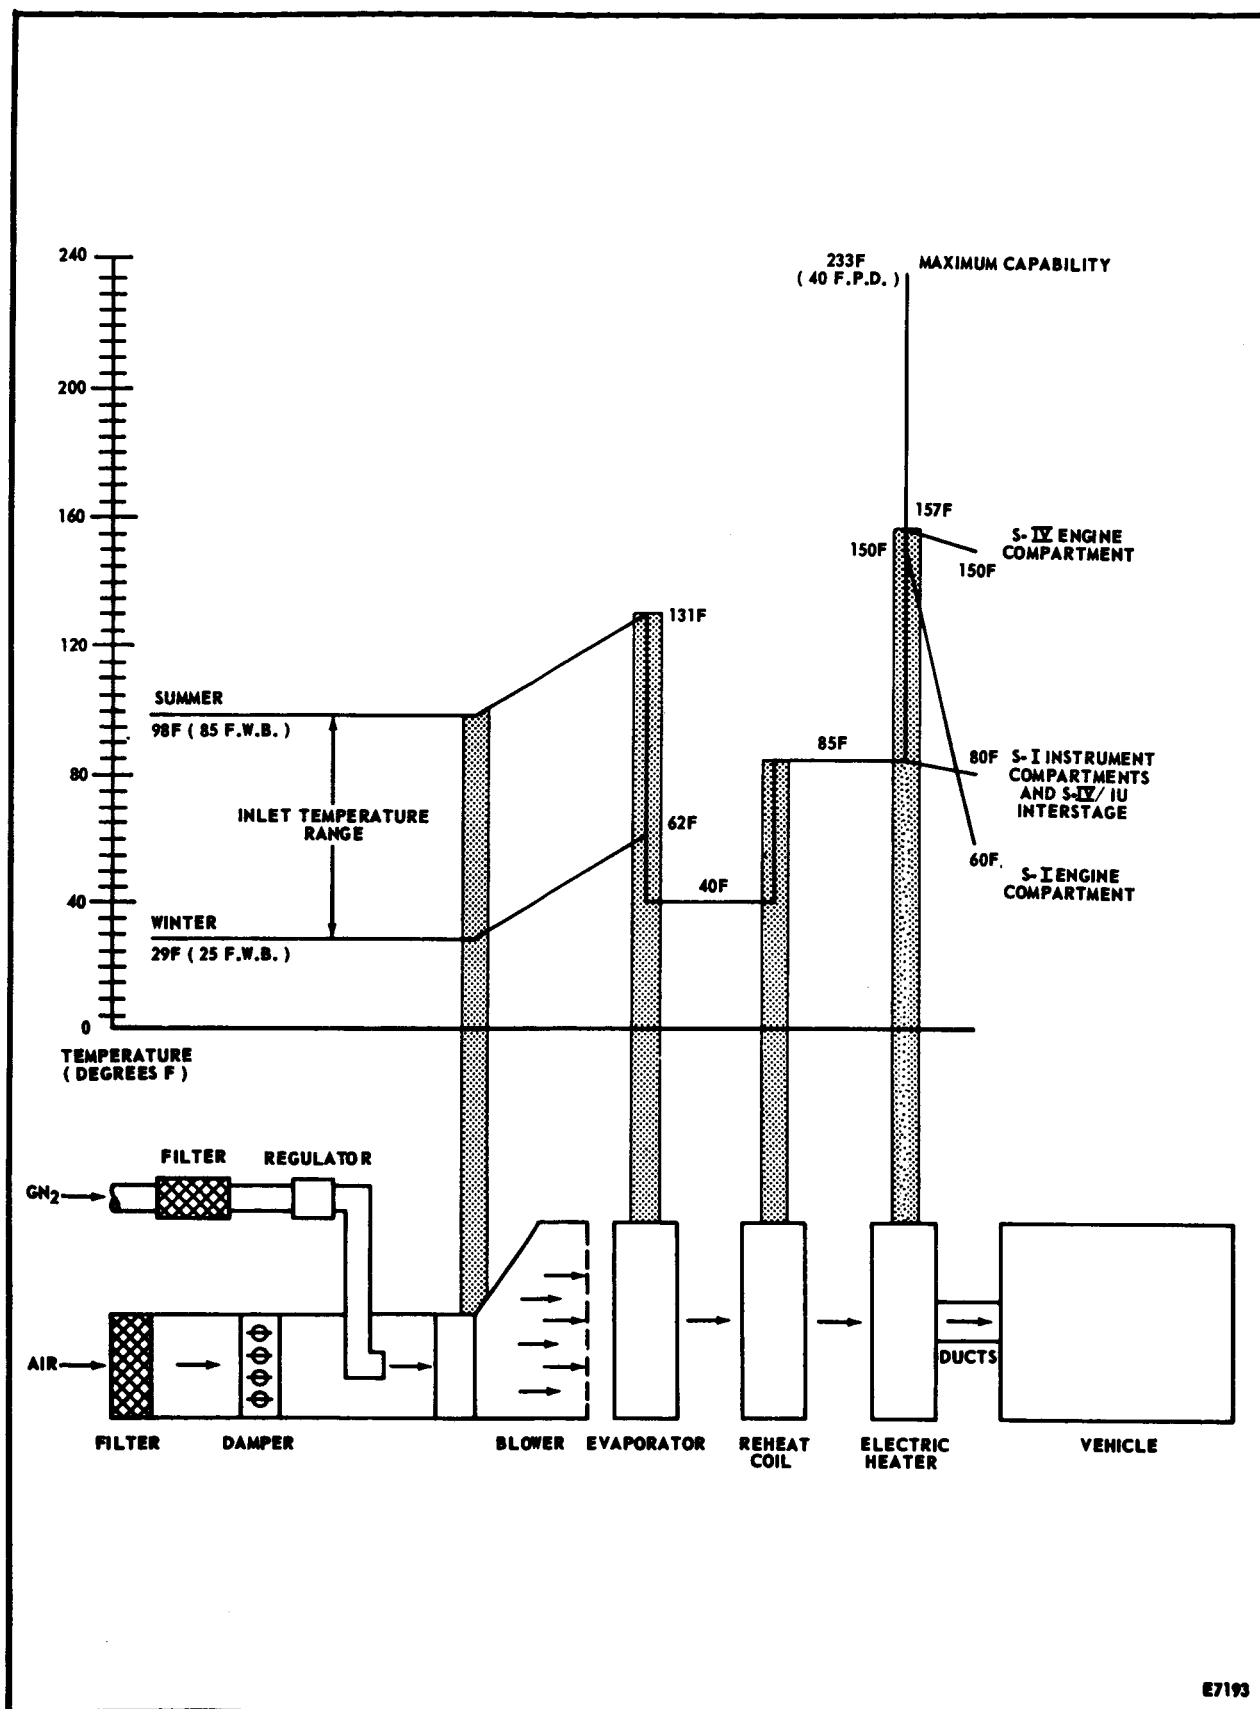 240
233F
( 40 F.P.D. )
MAXIMUM CAPABILITY
200
160
157F
150F
S-IV ENGINE
COMPARTMENT
150F
120
131F
SUMMER
98F ( 85 F.W.B. )
85F
80
80F
S-I INSTRUMENT
COMPARTMENTS
AND S-IV/ IU
INTERSTAGE
INLET TEMPERATURE
RANGE
62F
60F
S-I ENGINE
COMPARTMENT
40
40F
WINTER
29F ( 25 F.W.B. )
0
TEMPERATURE
( DEGREES F )
FILTER
REGULATOR
GN2
AIR
DUCTS
FILTER
DAMPER
BLOWER
EVAPORATOR
REHEAT
COIL
ELECTRIC
HEATER
VEHICLE
E7193